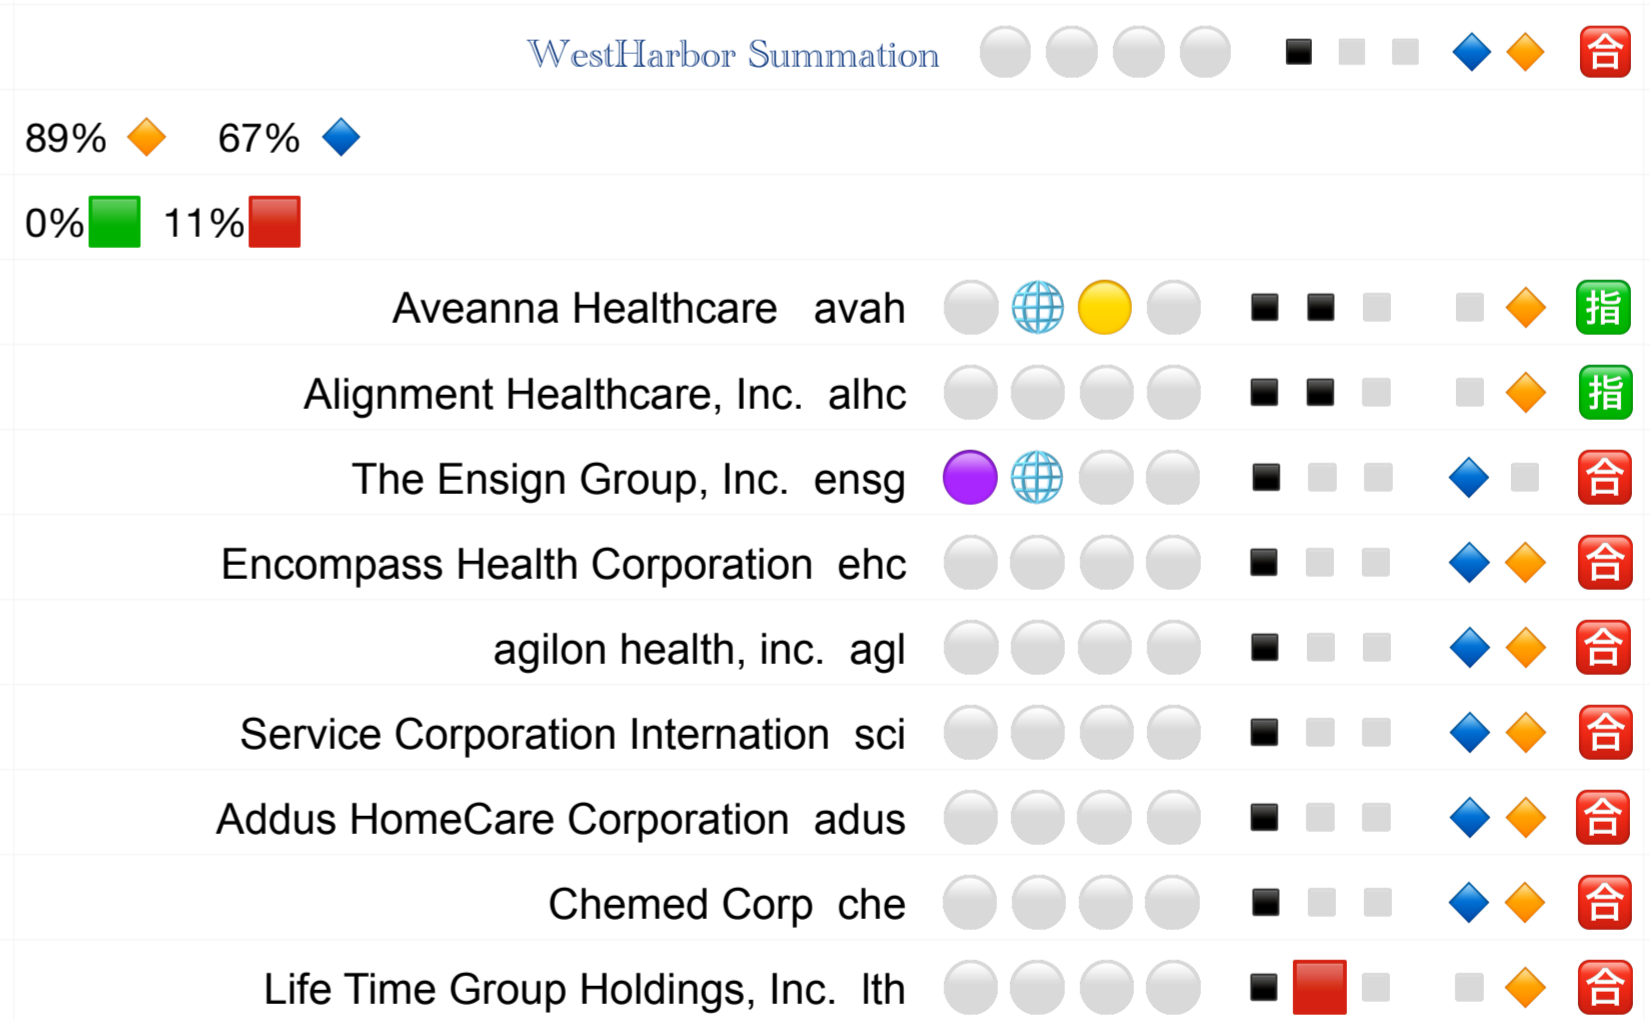 WestHarbor Summation 合
89% 67%
0% 11%
Aveanna Healthcare avah 指
Alignment Healthcare, Inc. alhc 指
The Ensign Group, Inc. ensg 合
Encompass Health Corporation ehc 合
agilon health, inc. agl 合
Service Corporation Internation sci 合
Addus HomeCare Corporation adus 合
Chemed Corp che 合
Life Time Group Holdings, Inc. lth 合